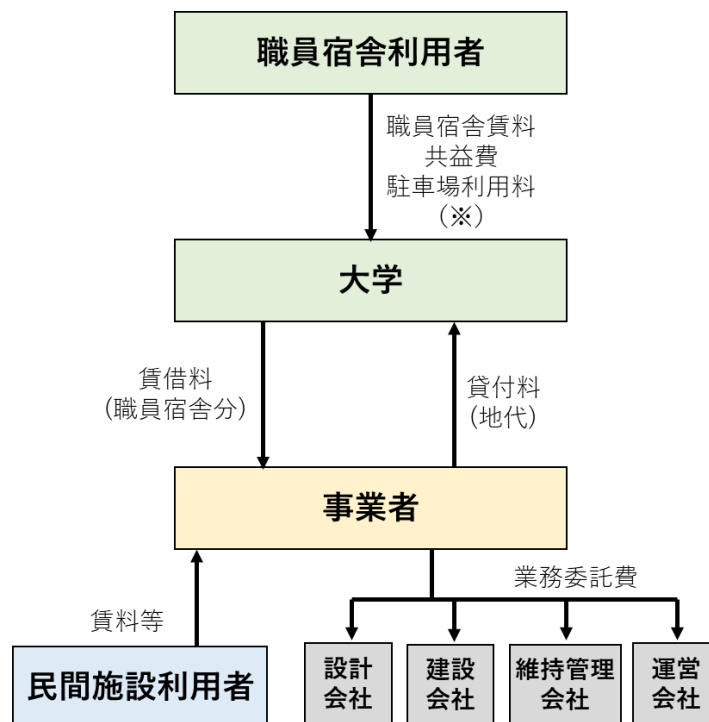 職員宿舎利用者
職員宿舎賃料
共益費
駐車場利用料
(※)
大学
賃借料
(職員宿舎分)
貸付料
(地代)
事業者
業務委託費
賃料等
民間施設利用者
設計
会社
建設
会社
維持管理
会社
運営
会社